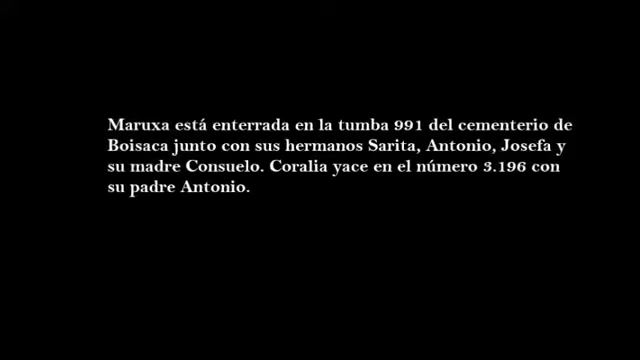 Maruxa está enterrada en la tumba 991 del cementerio de
Boisaca junto con sus hermanos Sarita, Antonio, Josefa y
su madre Consuelo. Coralia yace en el número 3.196 con
su padre Antonio.